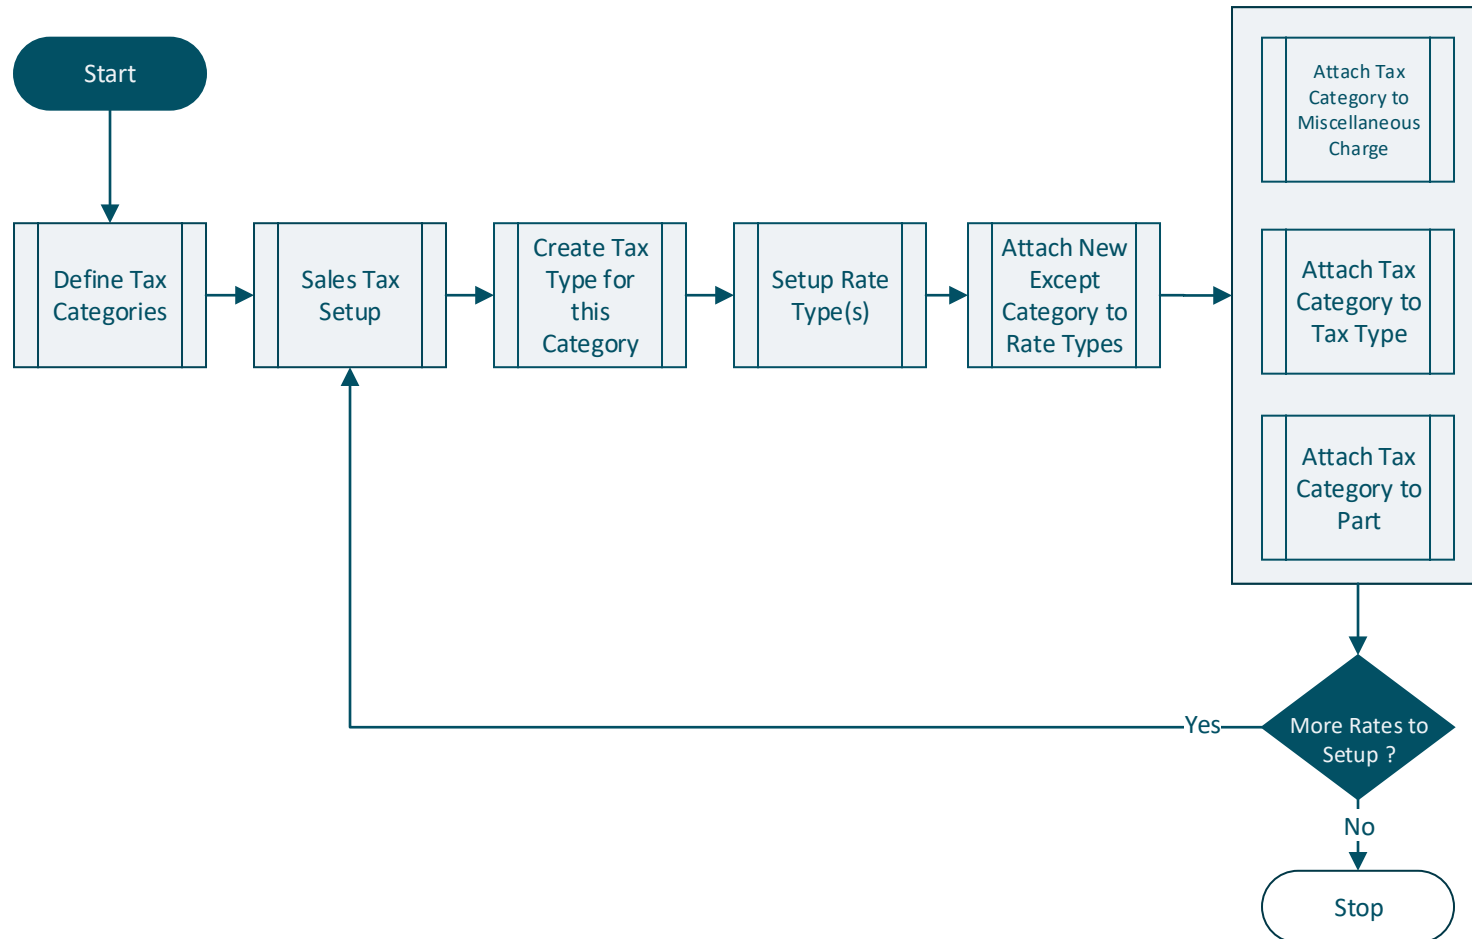 Start
Define Tax
Categories
Sales Tax
Setup
Create Tax
Type for
this
Category
Setup Rate
Type(s)
Attach New
Except
Category to
Rate Types
Attach Tax
Category to
Miscellaneous
Charge
Attach Tax
Category to
Tax Type
Attach Tax
Category to
Part
More Rates to
Setup ?
Yes
No
Stop